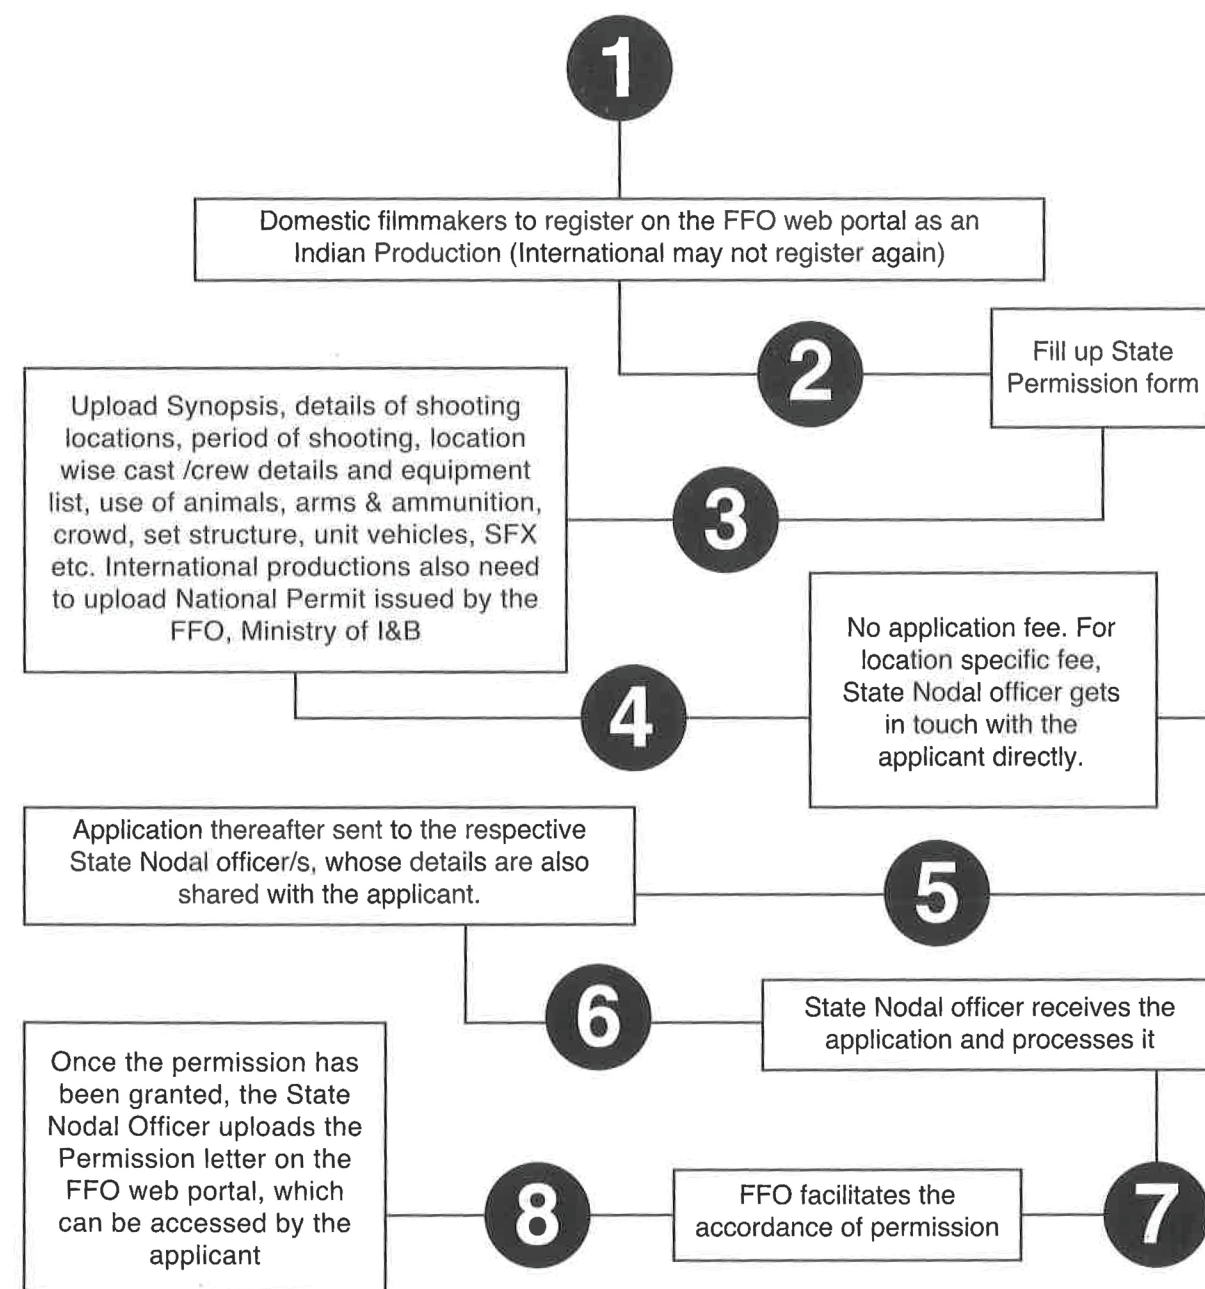 1
Domestic filmmakers to register on the FFO web portal as an
Indian Production (International may not register again)
2
Fill up State
Permission form
3
Upload Synopsis, details of shooting
locations, period of shooting, location
wise cast /crew details and equipment
list, use of animals, arms & ammunition,
crowd, set structure, unit vehicles, SFX
etc. International productions also need
to upload National Permit issued by the
FFO, Ministry of I&B
4
No application fee. For
location specific fee,
State Nodal officer gets
in touch with the
applicant directly.
5
Application thereafter sent to the respective
State Nodal officer/s, whose details are also
shared with the applicant.
6
State Nodal officer receives the
application and processes it
7
FFO facilitates the
accordance of permission
8
Once the permission has
been granted, the State
Nodal Officer uploads the
Permission letter on the
FFO web portal, which
can be accessed by the
applicant